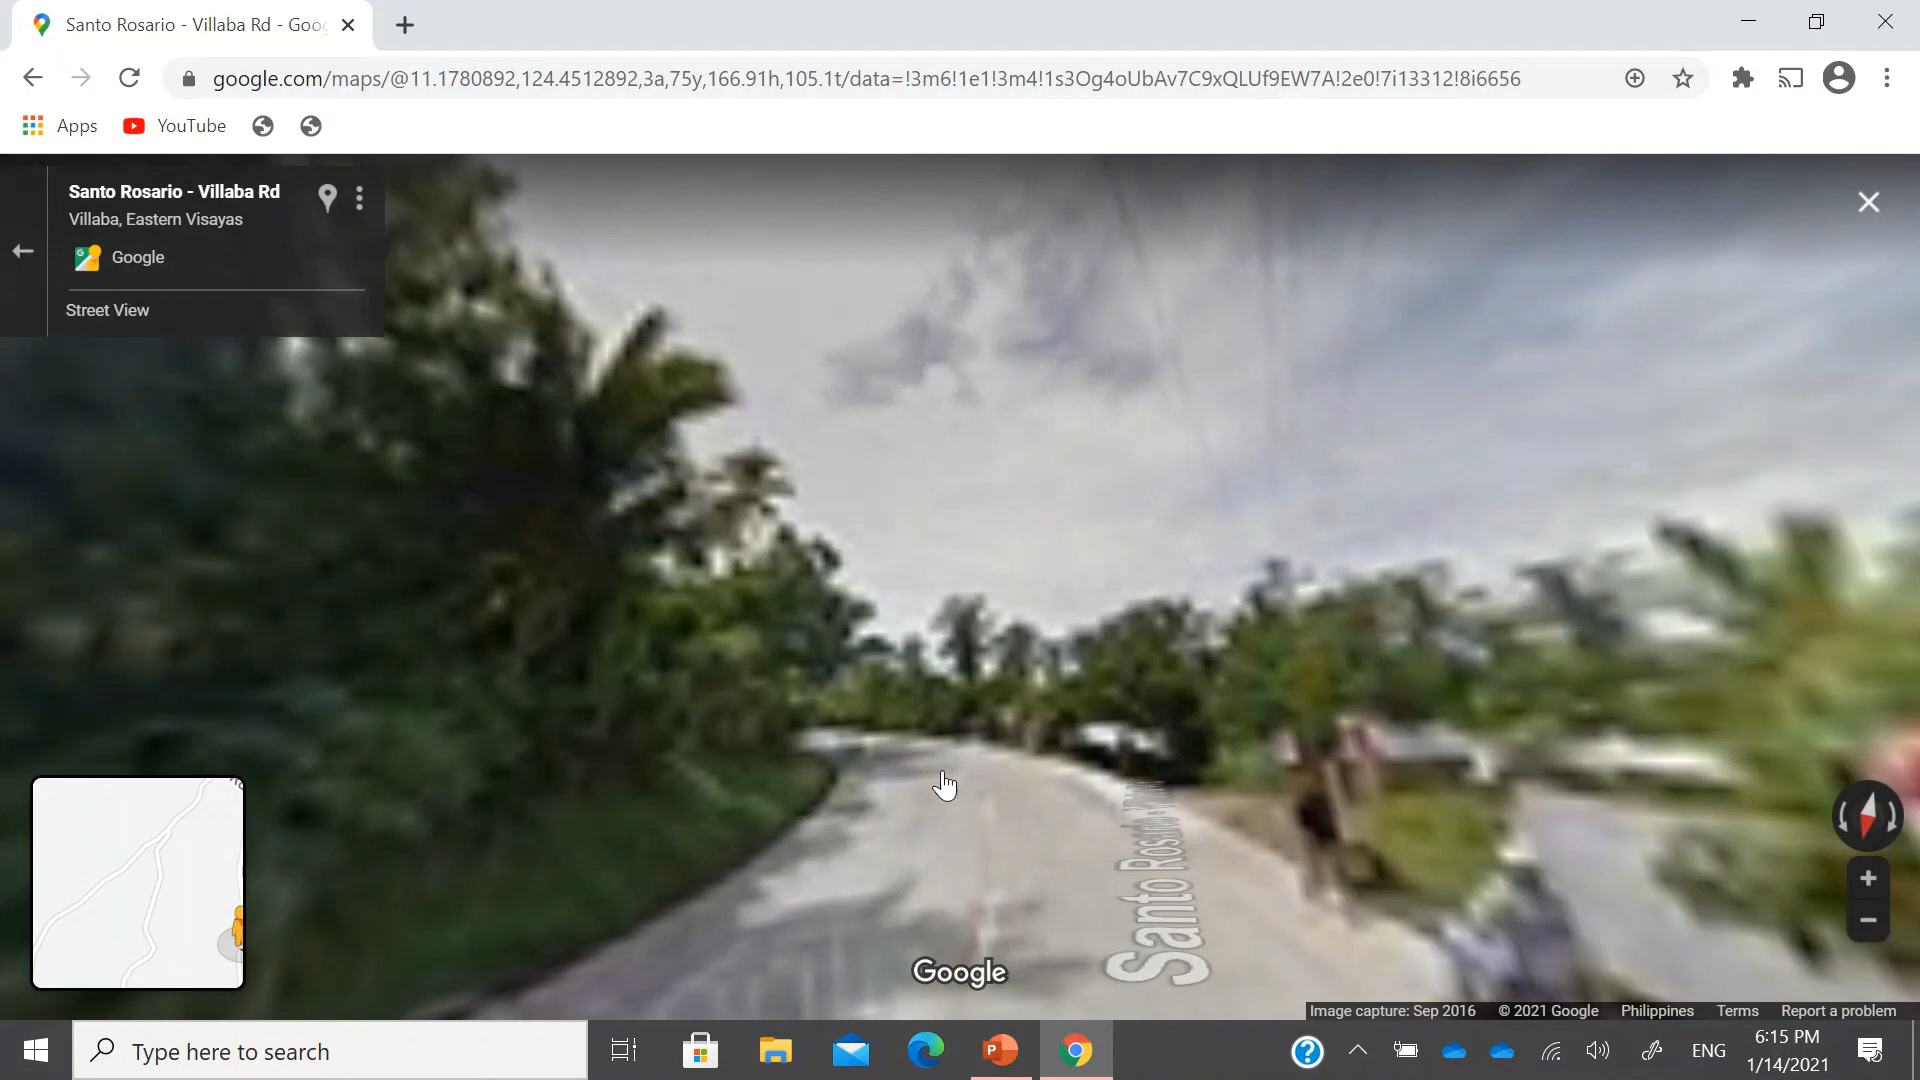 Santo Rosario - Villaba Rd - Goo
google.com/maps/@11.1780892,124.4512892,3a,75y,166.91h,105.1t/data=!3m6!1e1!3m4!1s3Og4oUbAv7C9xQLUf9EW7A!2e0!7i13312!8i6656
Apps
YouTube
Santo Rosario - Villaba Rd
Villaba, Eastern Visayas
Google
Street View
Santo Rosario - V
Google
Image capture: Sep 2016 © 2021 Google Philippines Terms Report a problem
Type here to search
ENG
6:15 PM
1/14/2021